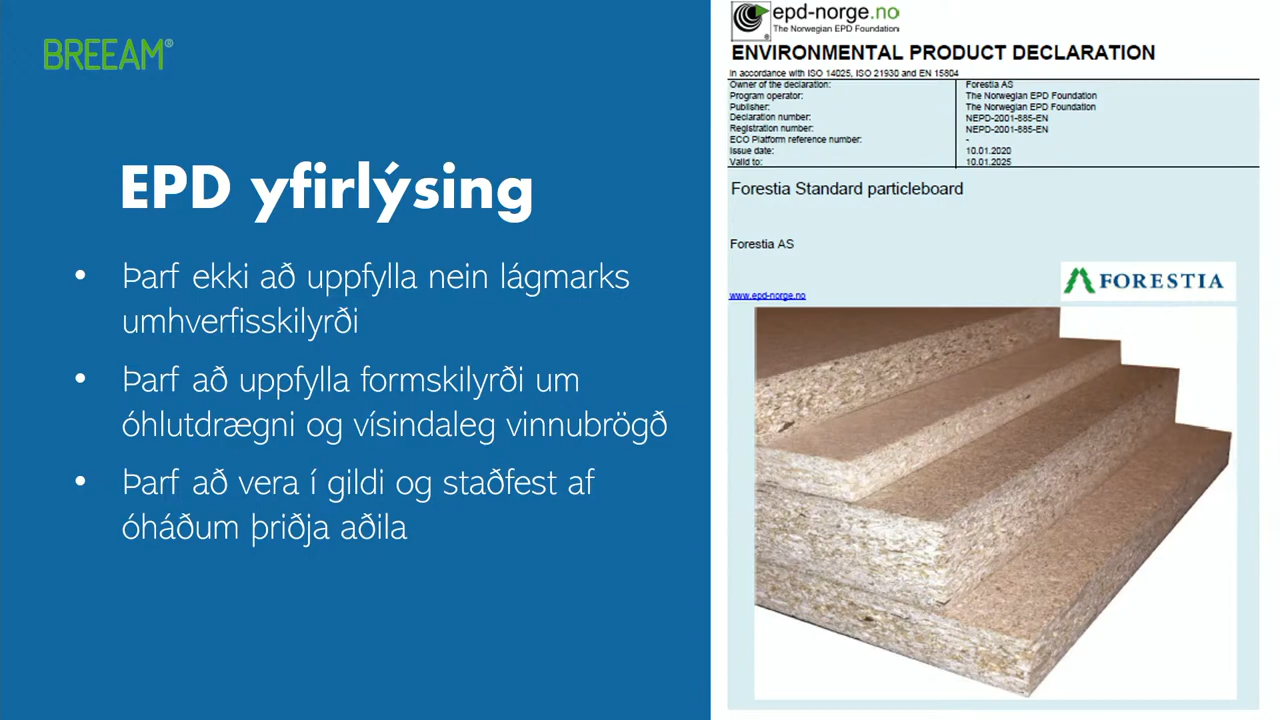 BREEAM®
EPD yfirlýsing
• Þarf ekki að uppfylla nein lágmarks
umhverfisskilyrði
• Þarf að uppfylla formskilyrði um
óhlutdrægni og vísindaleg vinnubrögð
• Þarf að vera í gildi og staðfest af
óháðum þriðja aðila
epd-norge.no
The Norwegian EPD Foundation
ENVIRONMENTAL PRODUCT DECLARATION
in accordance with ISO 14025, ISO 21930 and EN 15804
Owner of the declaration: Forestia AS
Program operator: The Norwegian EPD Foundation
Publisher: The Norwegian EPD Foundation
Declaration number: NEPD-2001-885-EN
Registration number: NEPD-2001-885-EN
ECO Platform reference number: -
Issue date: 10.01.2020
Valid to: 10.01.2025
Forestia Standard particleboard
Forestia AS
FORESTIA
www.epd-norge.no